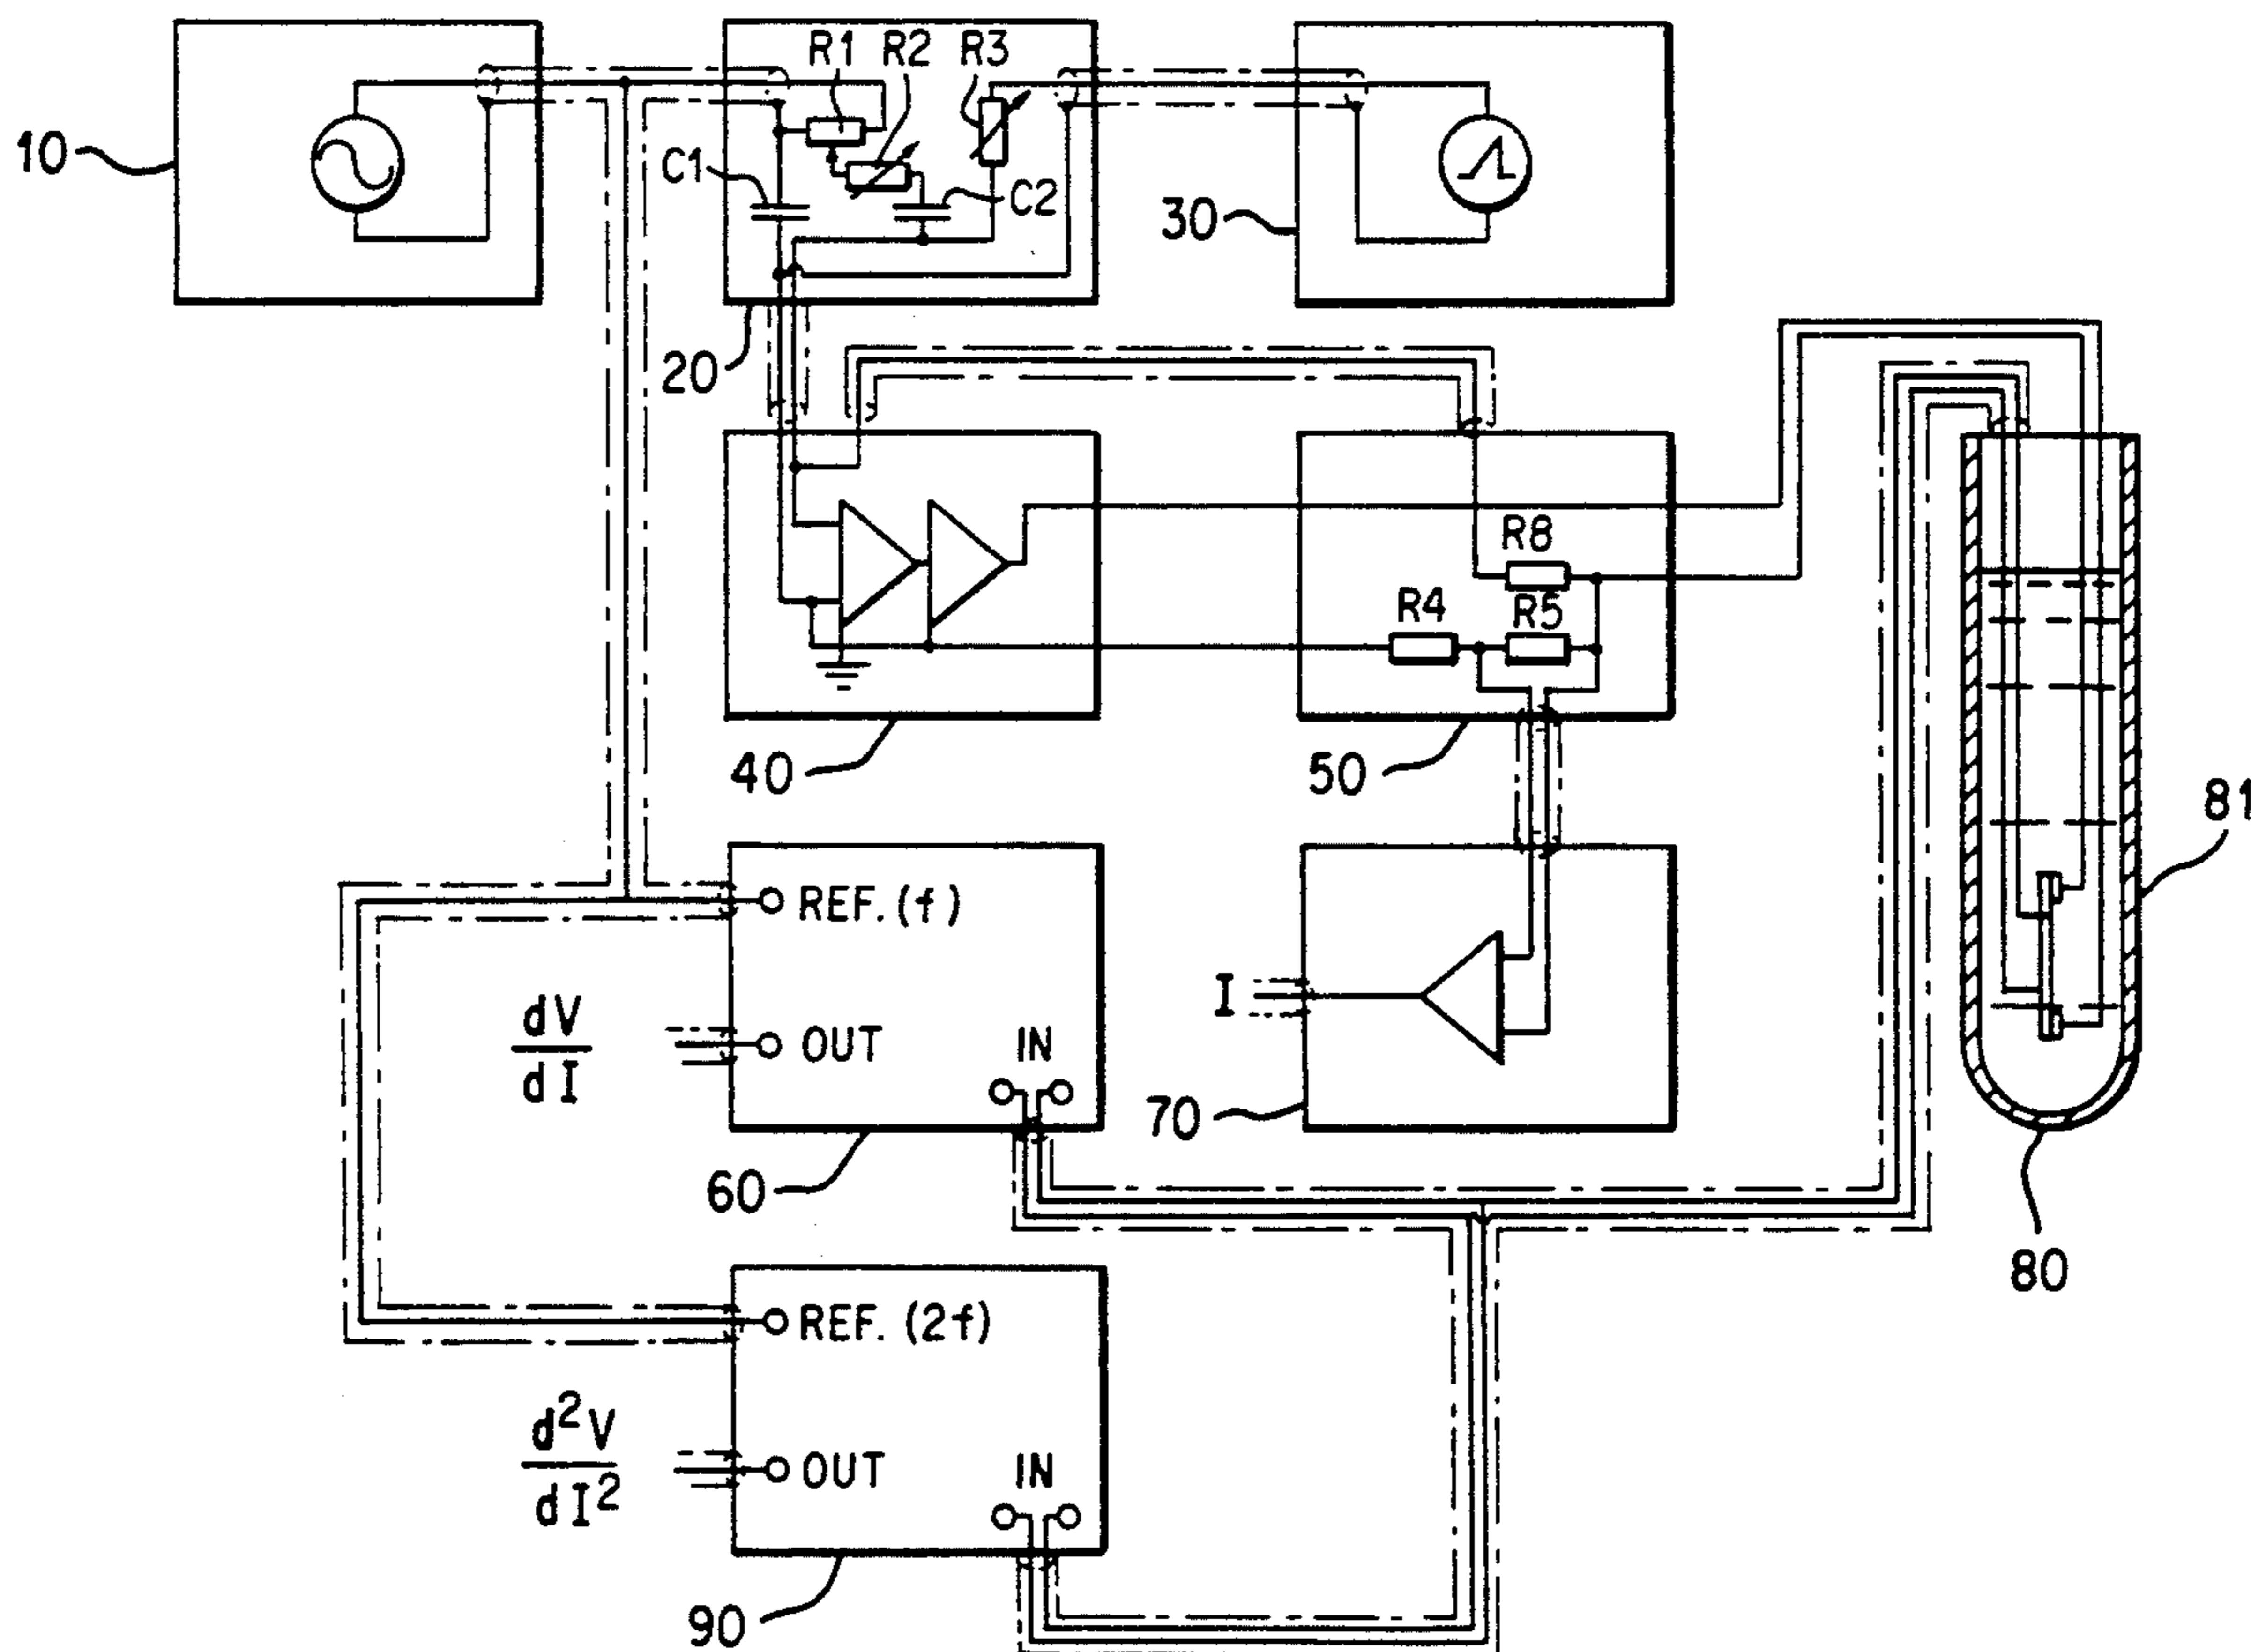 R1 R2 R3
10
C1
C2
30
20
R8
R4 R5
40
50
81
REF. (f)
I
dV
dI
OUT
IN
70
60
80
REF. (2f)
d²V
dI²
OUT
IN
90